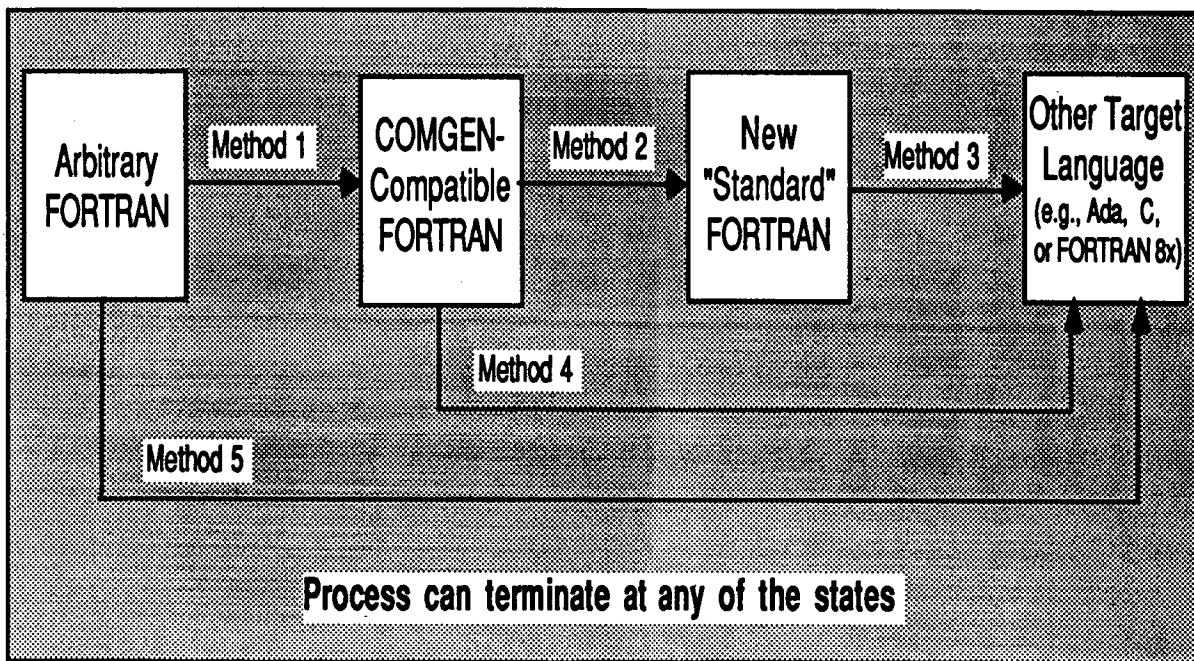 Arbitrary
FORTRAN
Method 1
COMGEN-
Compatible
FORTRAN
Method 2
New
"Standard"
FORTRAN
Method 3
Other Target
Language
(e.g., Ada, C,
or FORTRAN 8x)
Method 4
Method 5
Process can terminate at any of the states